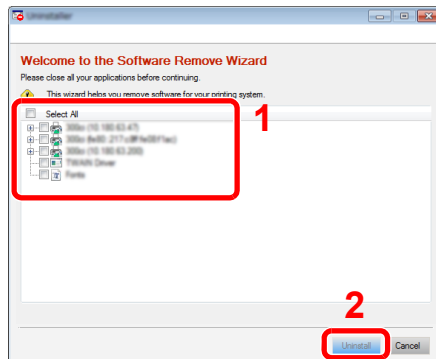 Uninstaller
Welcome to the Software Remove Wizard
Please close all your applications before continuing.
This wizard helps you remove software for your printing system.
Select All
1
TWAIN Driver
Fonts
2
Uninstall
Cancel